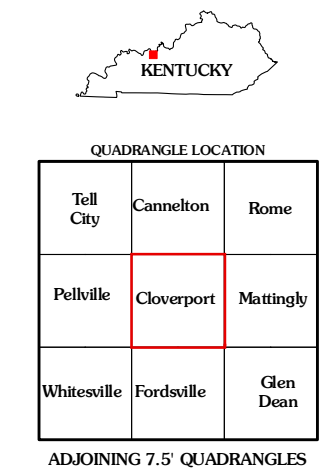 KENTUCKY
QUADRANGLE LOCATION
Tell
City
Cannelton
Rome
Pellville
Cloverport
Mattingly
Whitesville
Fordsville
Glen
Dean
ADJOINING 7.5' QUADRANGLES